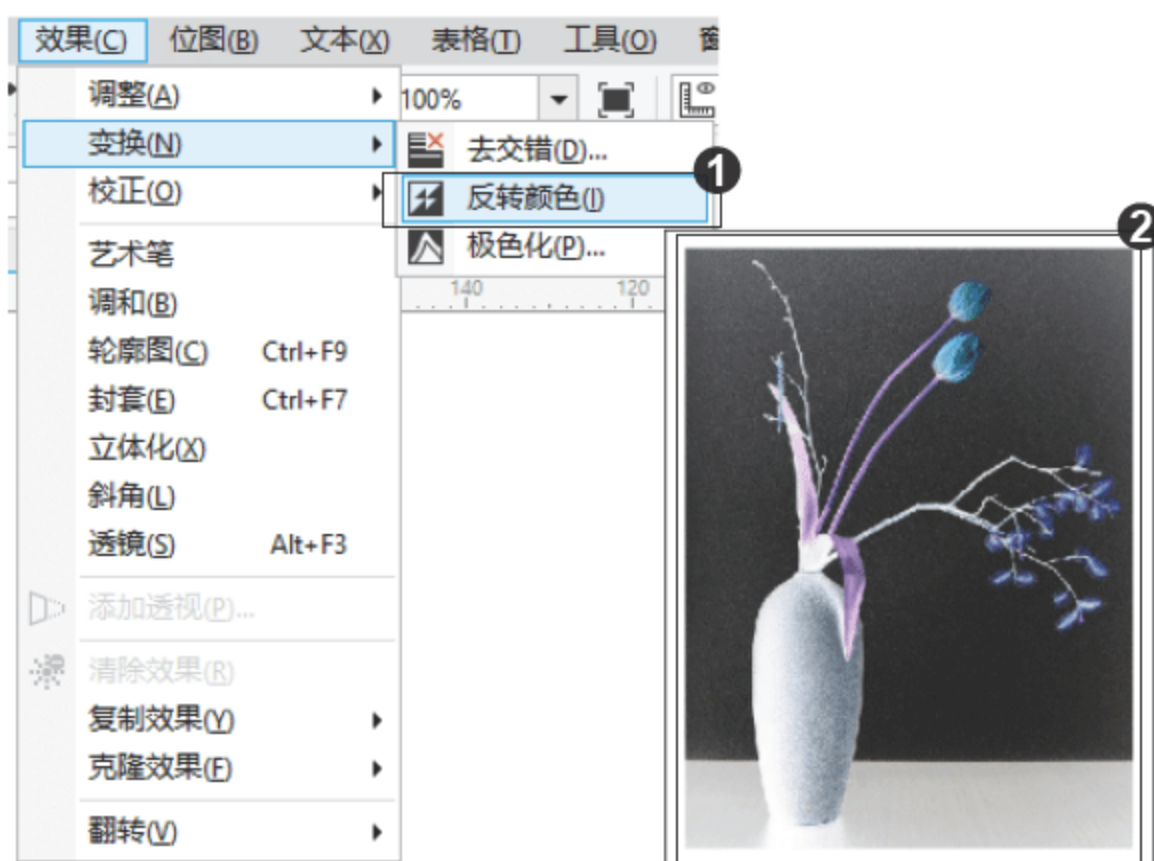 效果(C) 位图(B) 文本(X) 表格(T) 工具(O) 窗
调整(A)
100%
变换(N)
去交错(D)...
1
校正(O)
反转颜色(I)
极色化(P)...
2
艺术笔
140 120
调和(B)
轮廓图(C) Ctrl+F9
封套(E) Ctrl+F7
立体化(X)
斜角(L)
透镜(S) Alt+F3
添加透视(P)...
清除效果(R)
复制效果(Y)
克隆效果(F)
翻转(V)